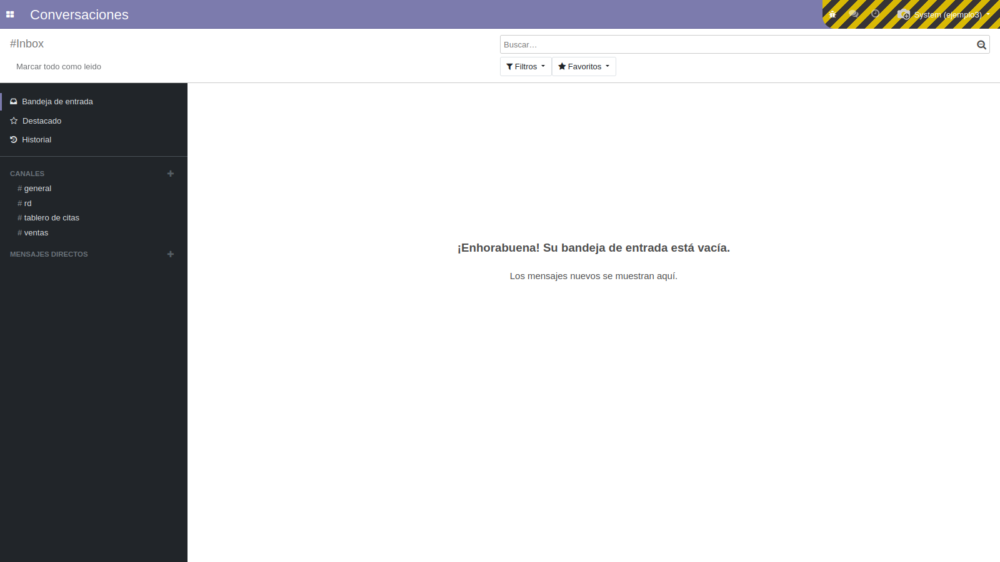 Conversaciones
System (ejemplo3)
#Inbox
Buscar...
Marcar todo como leido
Filtros
Favoritos
Bandeja de entrada
Destacado
Historial
CANALES
# general
# rd
# tablero de citas
# ventas
MENSAJES DIRECTOS
¡Enhorabuena! Su bandeja de entrada está vacía.
Los mensajes nuevos se muestran aquí.